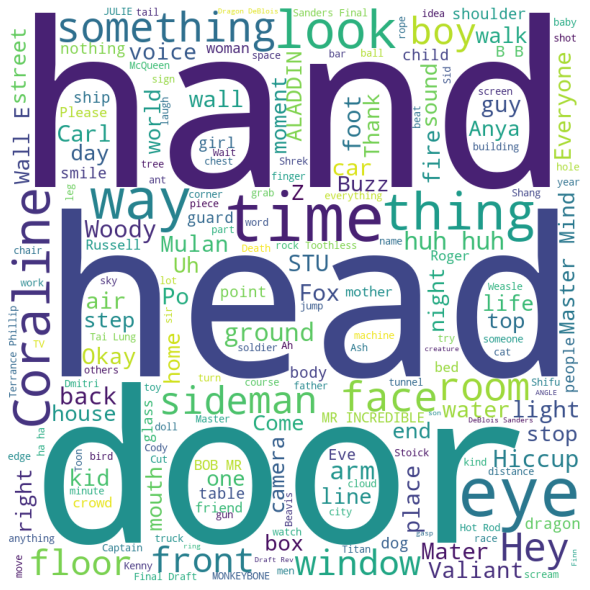 JULIE tail Dragon DeBlois Sanders Final shoulder rope idea baby
something look boy walk shot
nothing voice woman space bar ball B B
McQueen sign Sid
street Please hand Everyone
ship world wall moment ALADDIN foot guy screen
Wall E Carl laugh girl Thank sound beat building
day smile tree Wait chest Shrek fire car Anya hole
ant finger grab everything Buzz Shang year
Coraline way time thing
leg corner piece guard Z
chair Woody part word huh huh
Russell Mulan Death rock Toothless name
Uh STU Roger Master Mind
work sky head
air lot Po point Fox mother night life Weasle
Tai Lung sir jump top someone
TV step ground machine try cat people
Terrance Phillip Okay home soldier Ah Ash body creature
others Dmitri turn course father tunnel bed Shifu
back toy sideman face room ANGLE
house doll glass Master MR INCREDIBLE water light
ha ha Come son DeBlois Sanders
edge bird toon Cody Cut BOB MR Eve Stoick end kind stop
door eye
right kid mouth one camera arm cloud line place distance Hiccup
minute table city
crowd friend gun Beavis box dog Mater dragon
anything truck watch Titan Hot Rod Hey
floor front window race
move Captain Kenny ring Draft Rev men gasp Valiant scream Finn
Final Draft MONKEYBONE